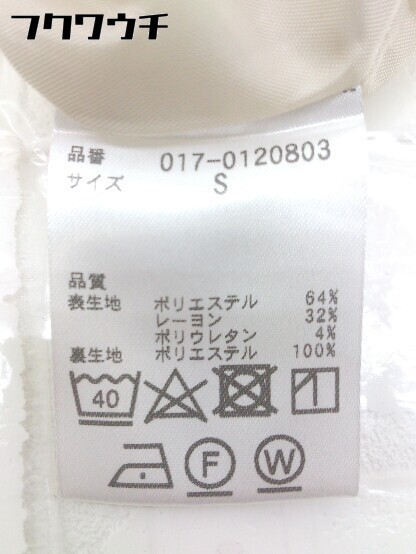 フクワウチ
品番 017-0120803
サイズ S
品質
表生地 ポリエステル 64%
レーヨン 32%
ポリウレタン 4%
裏生地 ポリエステル 100%
40
F W